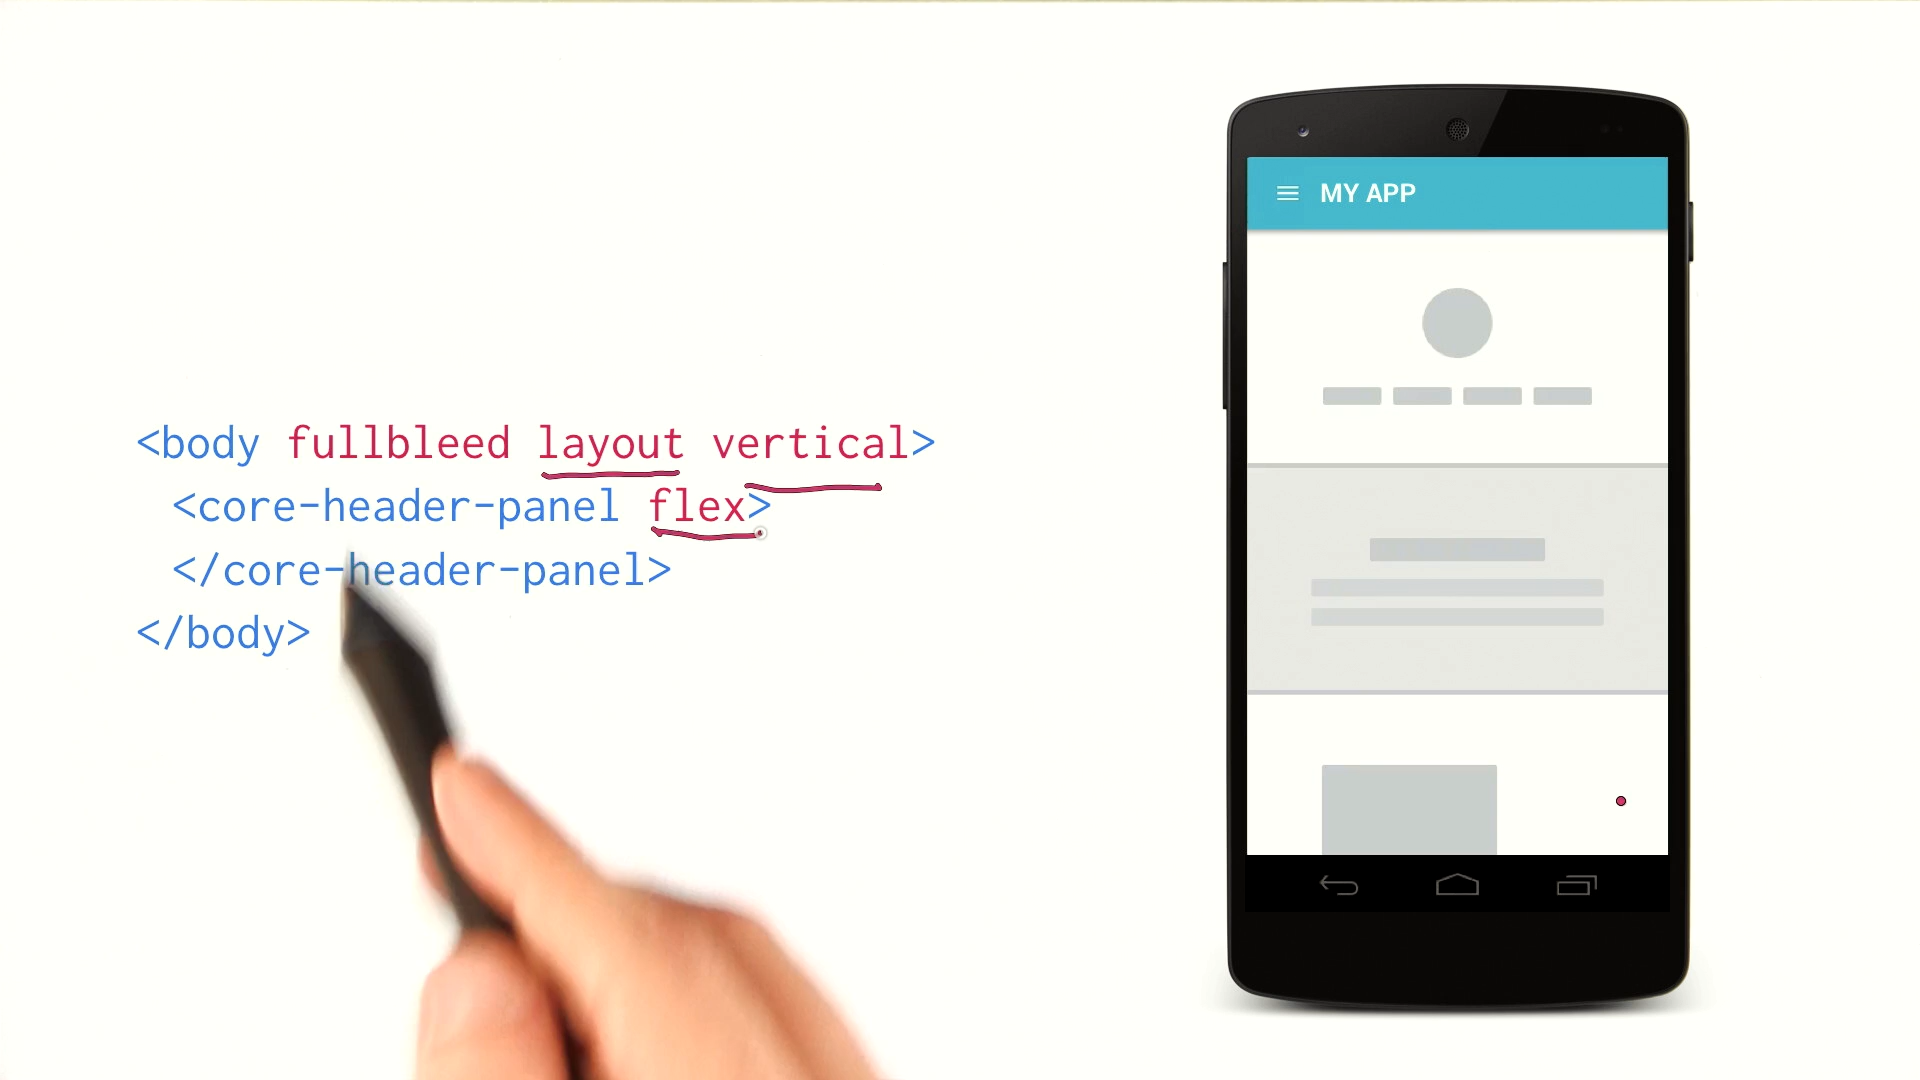 <body fullbleed layout vertical>
<core-header-panel flex>
</core-header-panel>
</body>
MY APP